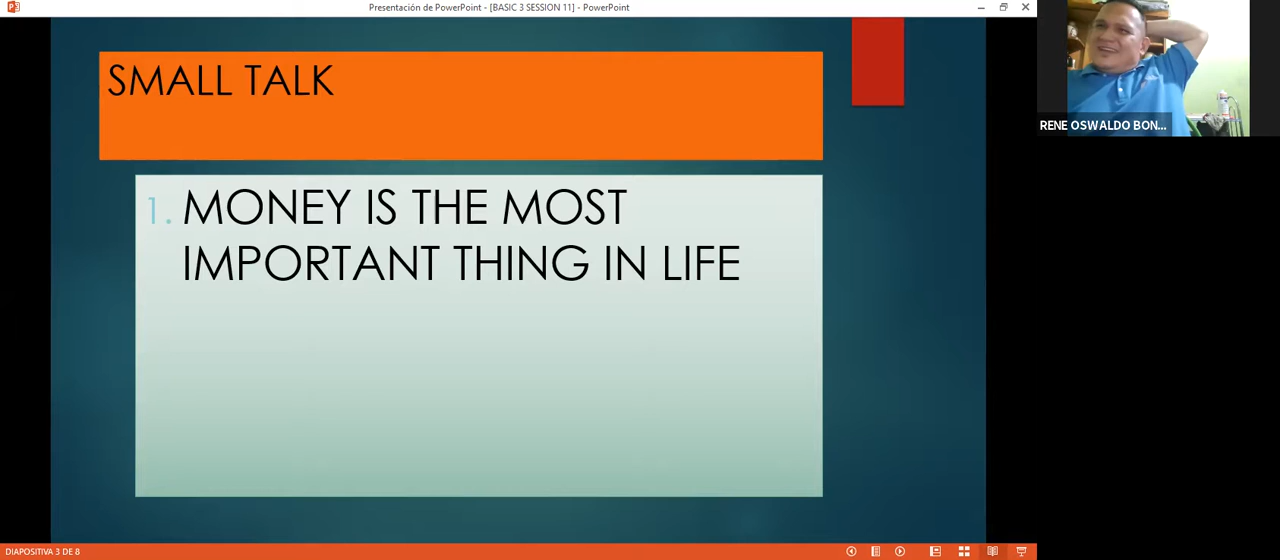 Presentación de PowerPoint - [BASIC 3 SESSION 11] - PowerPoint
RENE OSWALDO BON...
SMALL TALK
1. MONEY IS THE MOST
IMPORTANT THING IN LIFE
DIAPOSITIVA 3 DE 8